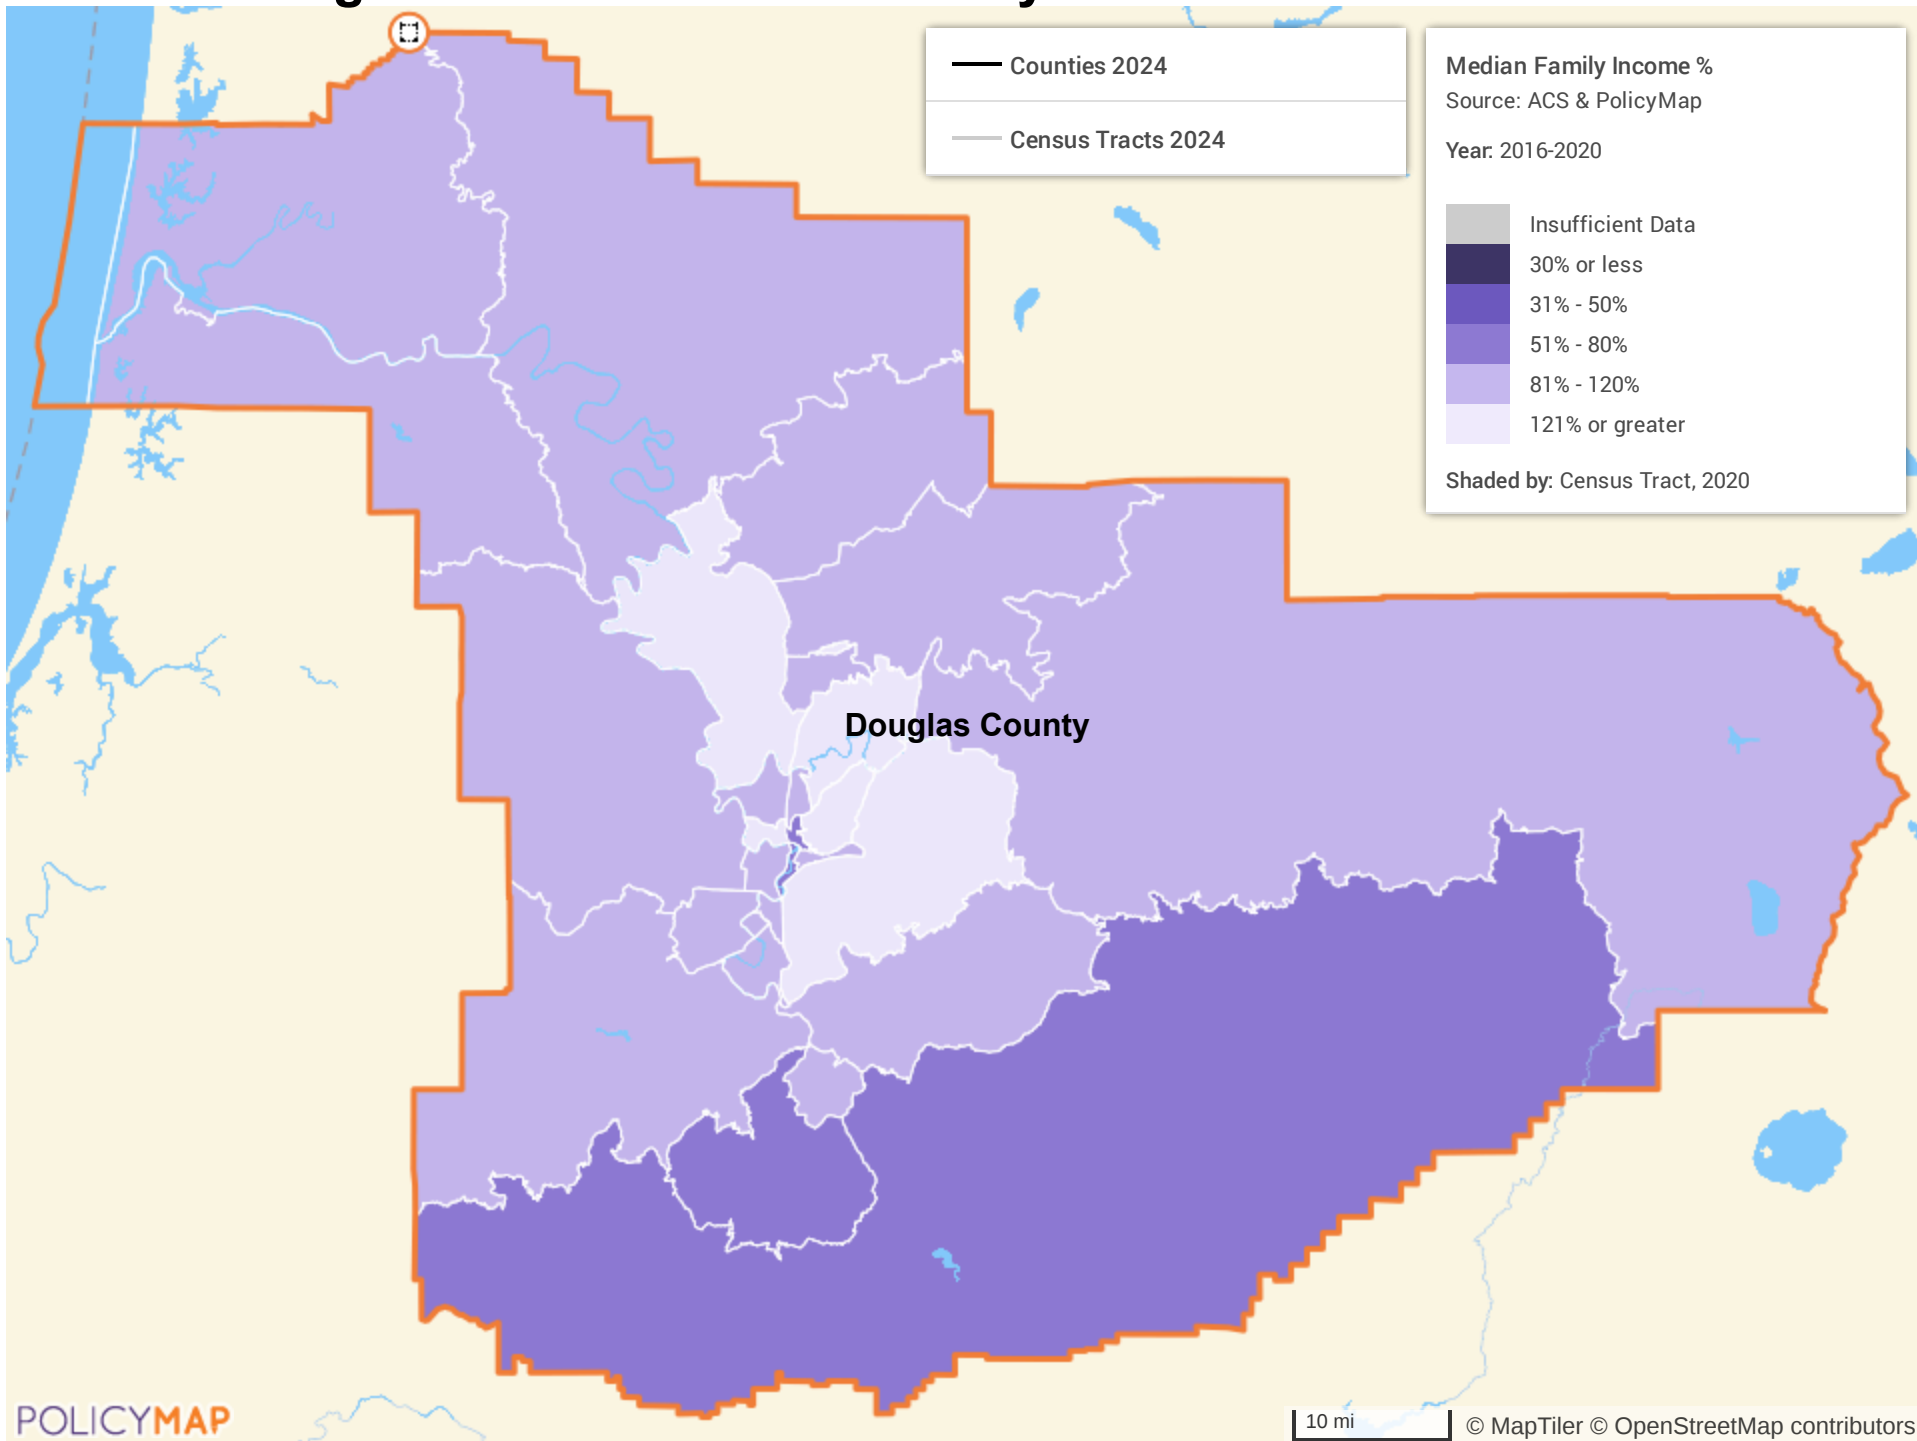 Counties 2024
Census Tracts 2024
Median Family Income %
Source: ACS & PolicyMap
Year: 2016-2020
Insufficient Data
30% or less
31% - 50%
51% - 80%
81% - 120%
121% or greater
Shaded by: Census Tract, 2020
Douglas County
POLICYMAP
10 mi
© MapTiler © OpenStreetMap contributors